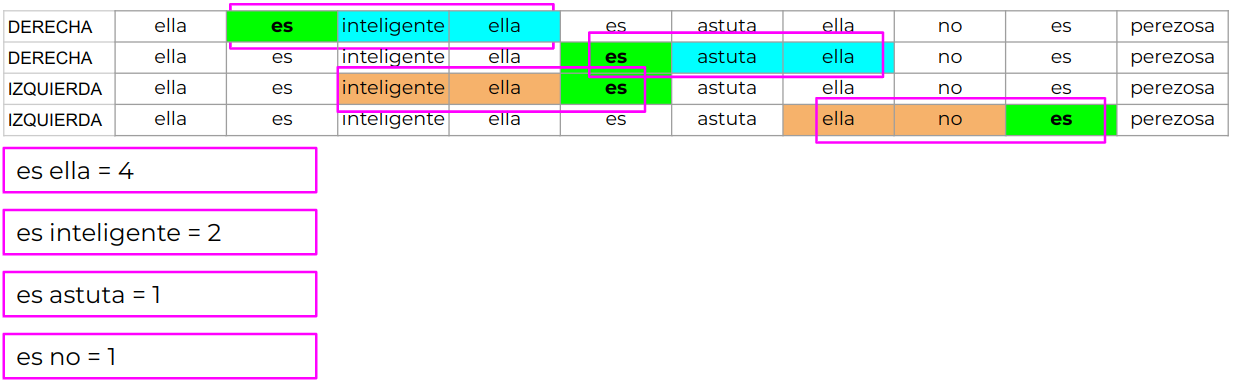 DERECHA ella es inteligente ella es astuta ella no es perezosa
DERECHA ella es inteligente ella es astuta ella no es perezosa
IZQUIERDA ella es inteligente ella es astuta ella no es perezosa
IZQUIERDA ella es inteligente ella es astuta ella no es perezosa
es ella = 4
es inteligente = 2
es astuta = 1
es no = 1